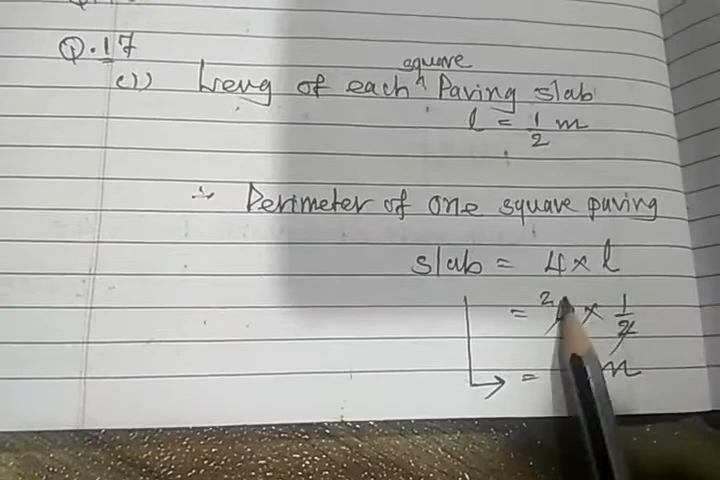 Q.17
square
(1) Leng of each ^ Paving slab
l = 1/2 m
∴ Perimeter of one square paving
slab = 4 × l
= 2 4 × 1/2
= m